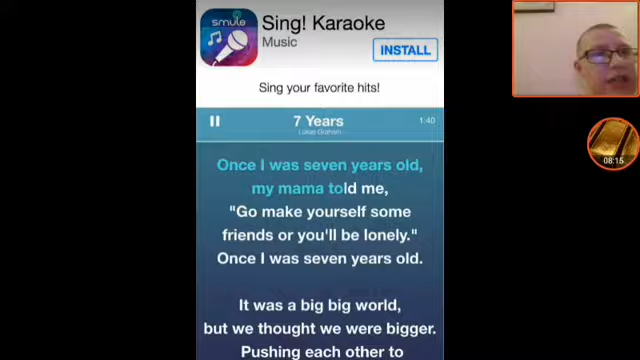 smule
Sing! Karaoke
Music
INSTALL
Sing your favorite hits!
7 Years
Lukas Graham
1:40
Once I was seven years old,
my mama told me,
"Go make yourself some
friends or you'll be lonely."
Once I was seven years old.
It was a big big world,
but we thought we were bigger.
Pushing each other to
08:15